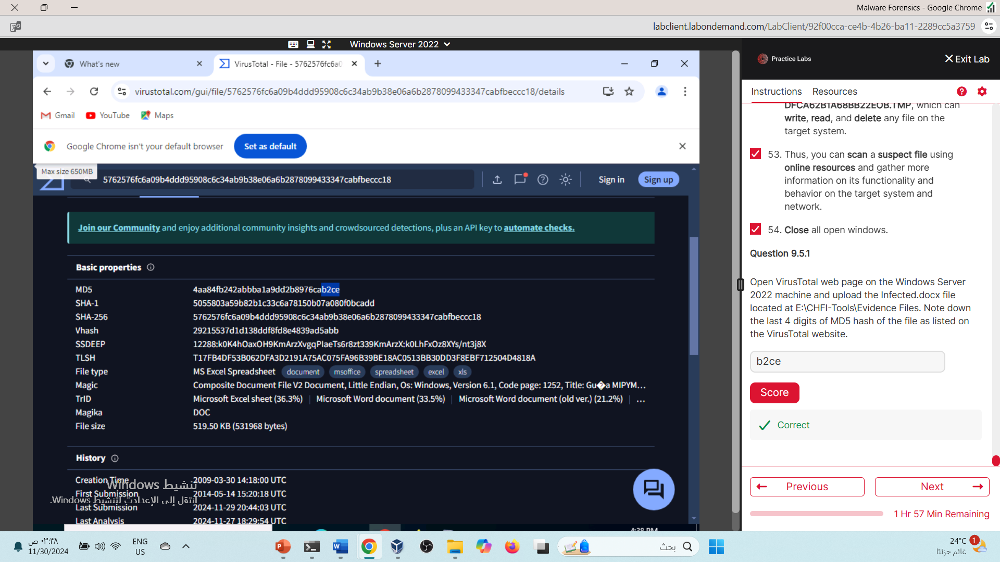 Malware Forensics - Google Chrome
labclient.labondemand.com/LabClient/92f00cca-ce4b-4b26-ba11-2289cc5a3759
Windows Server 2022
What's new
VirusTotal - File - 5762576fc6a0
virustotal.com/gui/file/5762576fc6a09b4ddd95908c6c34ab9b38e06a6b2878099433347cabfbeccc18/details
Gmail
YouTube
Maps
Google Chrome isn't your default browser
Set as default
Max size 650MB
5762576fc6a09b4ddd95908c6c34ab9b38e06a6b2878099433347cabfbeccc18
Sign in
Sign up
Join our Community and enjoy additional community insights and crowdsourced detections, plus an API key to automate checks.
Basic properties
MD5 4aa84fb242abbba1a9dd2b8976cab2ce
SHA-1 5055803a59b82b1c33c6a78150b07a080f0bcadd
SHA-256 5762576fc6a09b4ddd95908c6c34ab9b38e06a6b2878099433347cabfbeccc18
Vhash 29215537d1d138ddf8fd8e4839ad5abb
SSDEEP 12288:k0K4hOaxOH9KmArzXvgqPIaeTs6r8zt339KmArzX:k0LhFxOz8XYs/nt3j8X
TLSH T17FB4DF53B062DFA3D2191A75AC075FA96B39BE18AC0513BB30DD3F8EBF712504D4818A
File type MS Excel Spreadsheet document msoffice spreadsheet excel xls
Magic Composite Document File V2 Document, Little Endian, Os: Windows, Version 6.1, Code page: 1252, Title: Gu�a MIPYM...
TrID Microsoft Excel sheet (36.3%) | Microsoft Word document (33.5%) | Microsoft Word document (old ver.) (21.2%) | ...
Magika DOC
File size 519.50 KB (531968 bytes)
History
Creation Time 2009-03-30 14:18:00 UTC
First Submission 2014-05-14 15:20:18 UTC
Last Submission 2024-11-29 20:44:03 UTC
Last Analysis 2024-11-27 18:29:54 UTC
تنشيط Windows
انتقل إلى الإعدادت لتنشيط Windows.
4:38 PM
Practice Labs
Exit Lab
Instructions
Resources
DFCA62B1A68BB22EOB.TMP, which can
write, read, and delete any file on the
target system.
53. Thus, you can scan a suspect file using
online resources and gather more
information on its functionality and
behavior on the target system and
network.
54. Close all open windows.
Question 9.5.1
Open VirusTotal web page on the Windows Server
2022 machine and upload the Infected.docx file
located at E:\CHFI-Tools\Evidence Files. Note down
the last 4 digits of MD5 hash of the file as listed on
the VirusTotal website.
b2ce
Score
Correct
Previous
Next
1 Hr 57 Min Remaining
٠٣:٣٨ ص
11/30/2024
ENG
US
بحث
24°C
غائم جزئيًا
1